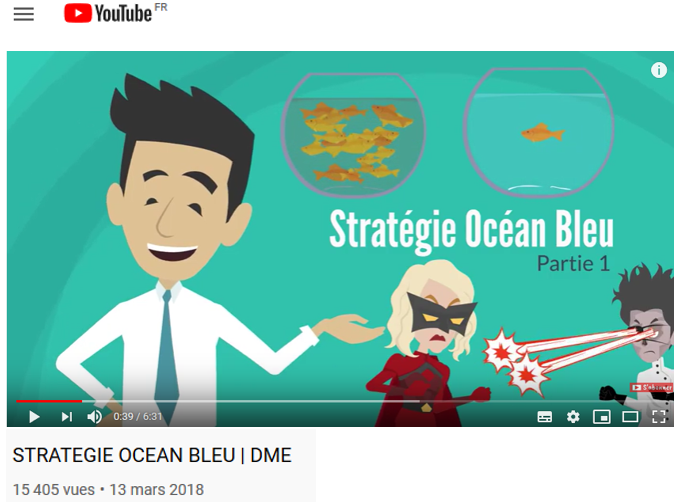 YouTube FR
Stratégie Océan Bleu
Partie 1
S'abonner
0:39 / 6:31
STRATEGIE OCEAN BLEU | DME
15 405 vues • 13 mars 2018